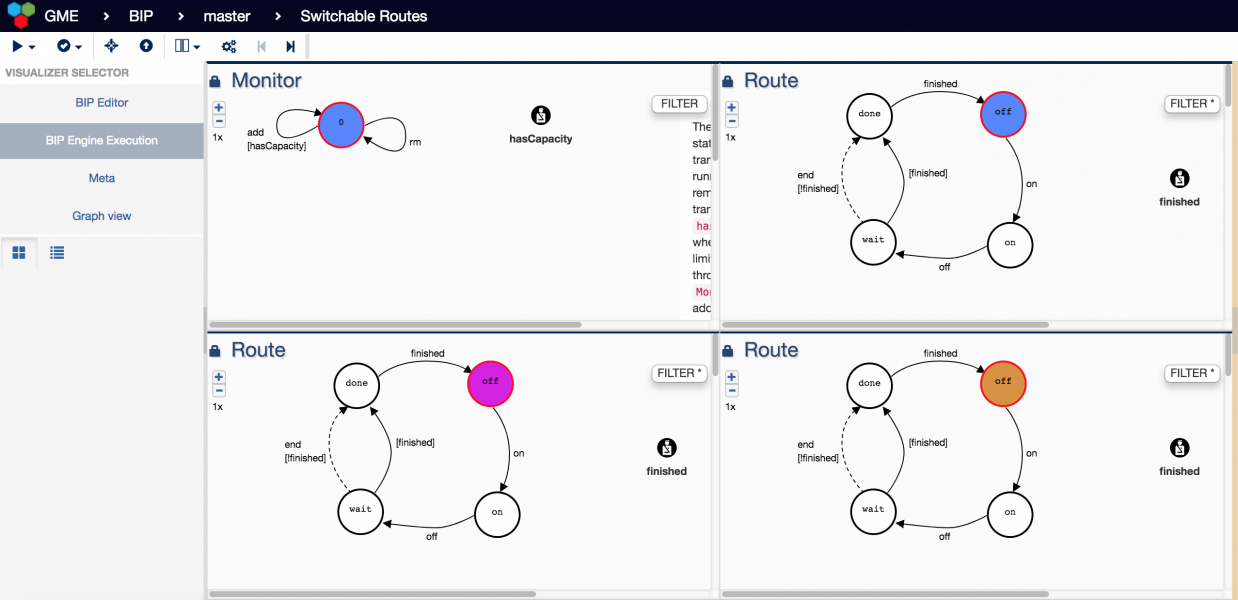 GME > BIP > master > Switchable Routes
VISUALIZER SELECTOR
BIP Editor
BIP Engine Execution
Meta
Graph view
Monitor
1x
add
[hasCapacity]
0
rm
hasCapacity
FILTER
The
stat
tran
runi
rem
tran
has
whe
limi
thro
Mor
add
Route
1x
finished
done
off
end
[!finished]
[finished]
on
wait
on
off
FILTER *
finished
Route
1x
finished
done
off
end
[!finished]
[finished]
on
wait
on
off
FILTER *
finished
Route
1x
finished
done
off
end
[!finished]
[finished]
on
wait
on
off
FILTER *
finished